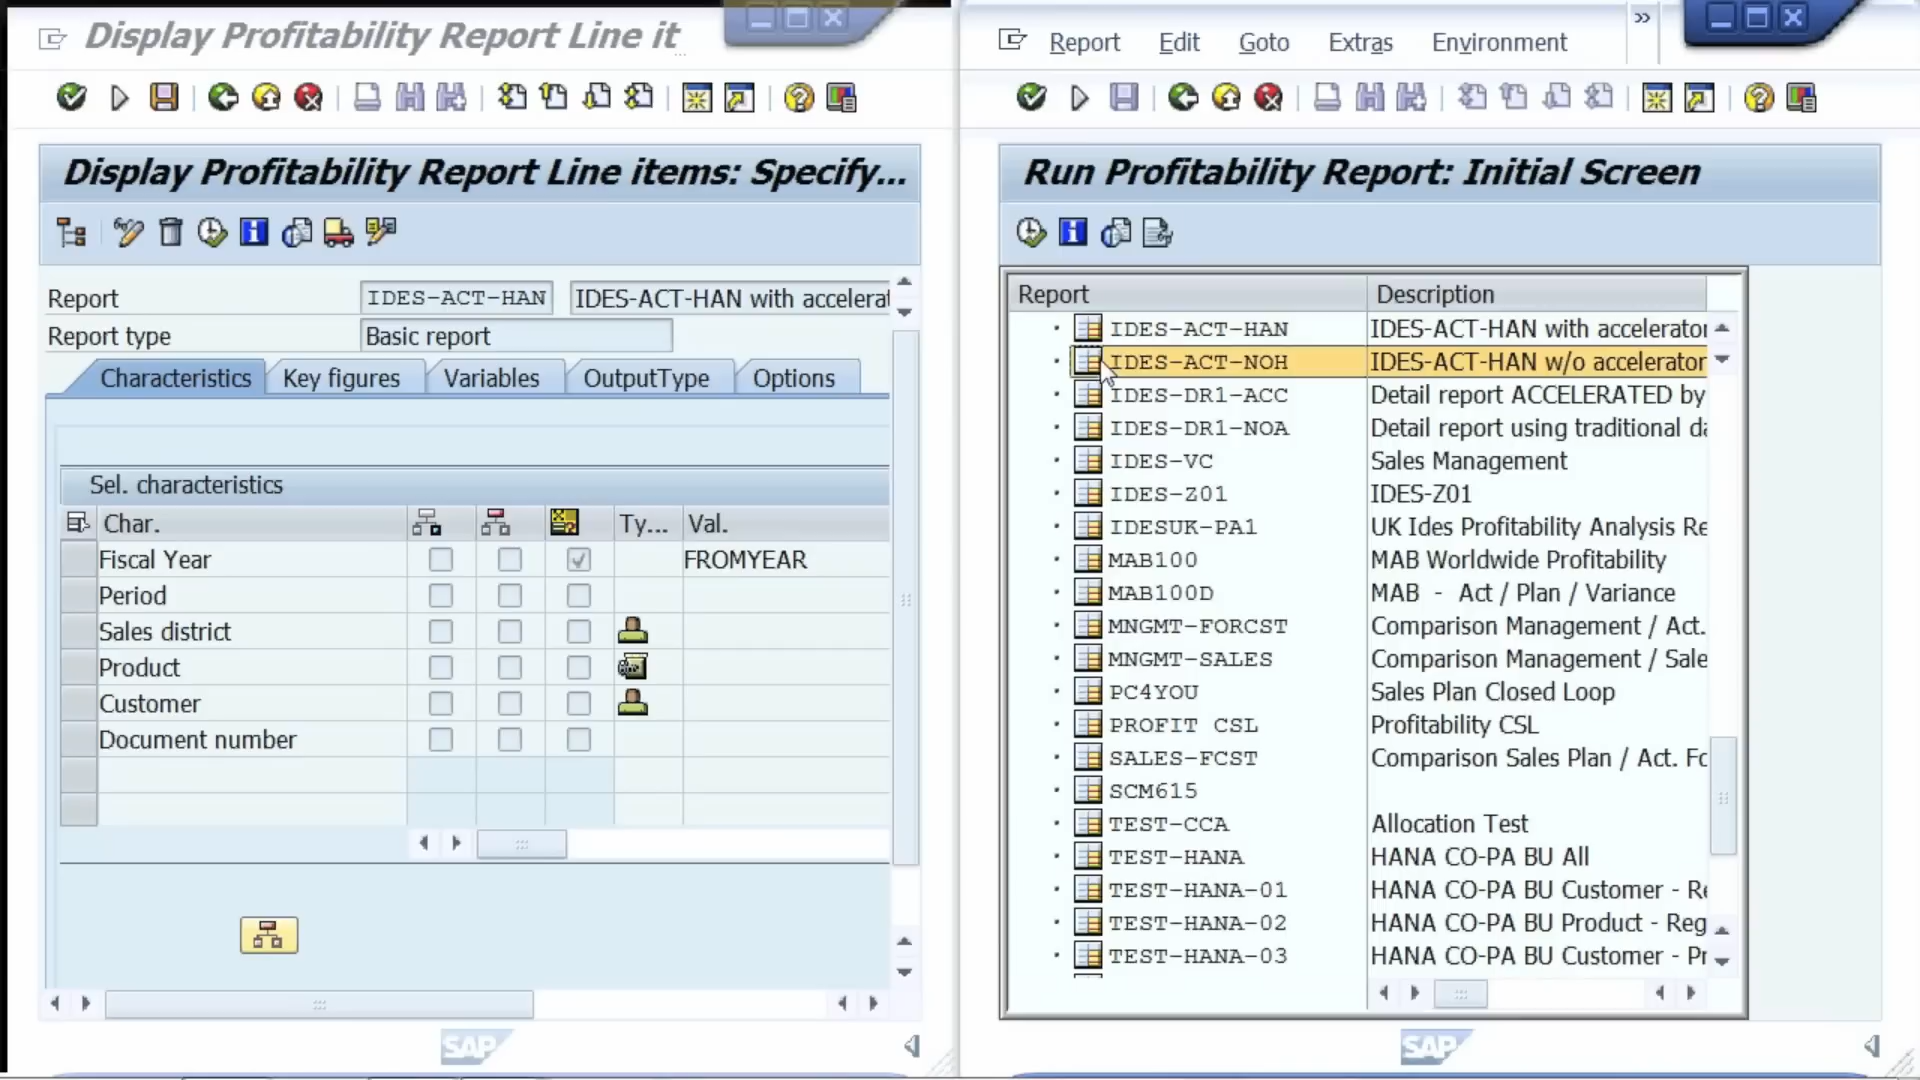 Display Profitability Report Line it
Display Profitability Report Line items: Specify...
Report IDES-ACT-HAN IDES-ACT-HAN with accelerat
Report type Basic report
Characteristics Key figures Variables OutputType Options
Sel. characteristics
Char. Ty... Val.
Fiscal Year FROMYEAR
Period
Sales district
Product
Customer
Document number
SAP
Report Edit Goto Extras Environment »
Run Profitability Report: Initial Screen
Report Description
IDES-ACT-HAN IDES-ACT-HAN with accelerator
IDES-ACT-NOH IDES-ACT-HAN w/o accelerator
IDES-DR1-ACC Detail report ACCELERATED by
IDES-DR1-NOA Detail report using traditional da
IDES-VC Sales Management
IDES-Z01 IDES-Z01
IDESUK-PA1 UK Ides Profitability Analysis Re
MAB100 MAB Worldwide Profitability
MAB100D MAB - Act / Plan / Variance
MNGMT-FORCST Comparison Management / Act.
MNGMT-SALES Comparison Management / Sale
PC4YOU Sales Plan Closed Loop
PROFIT CSL Profitability CSL
SALES-FCST Comparison Sales Plan / Act. Fc
SCM615
TEST-CCA Allocation Test
TEST-HANA HANA CO-PA BU All
TEST-HANA-01 HANA CO-PA BU Customer - Re
TEST-HANA-02 HANA CO-PA BU Product - Reg
TEST-HANA-03 HANA CO-PA BU Customer - Pr
SAP